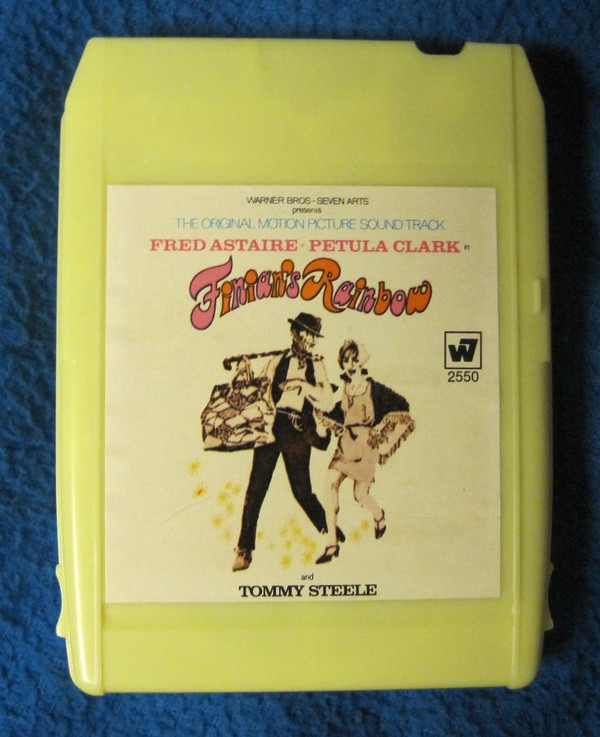 WARNER BROS - SEVEN ARTS
presents
THE ORIGINAL MOTION PICTURE SOUND TRACK
FRED ASTAIRE · PETULA CLARK in
Finian's Rainbow
W7
2550
and
TOMMY STEELE